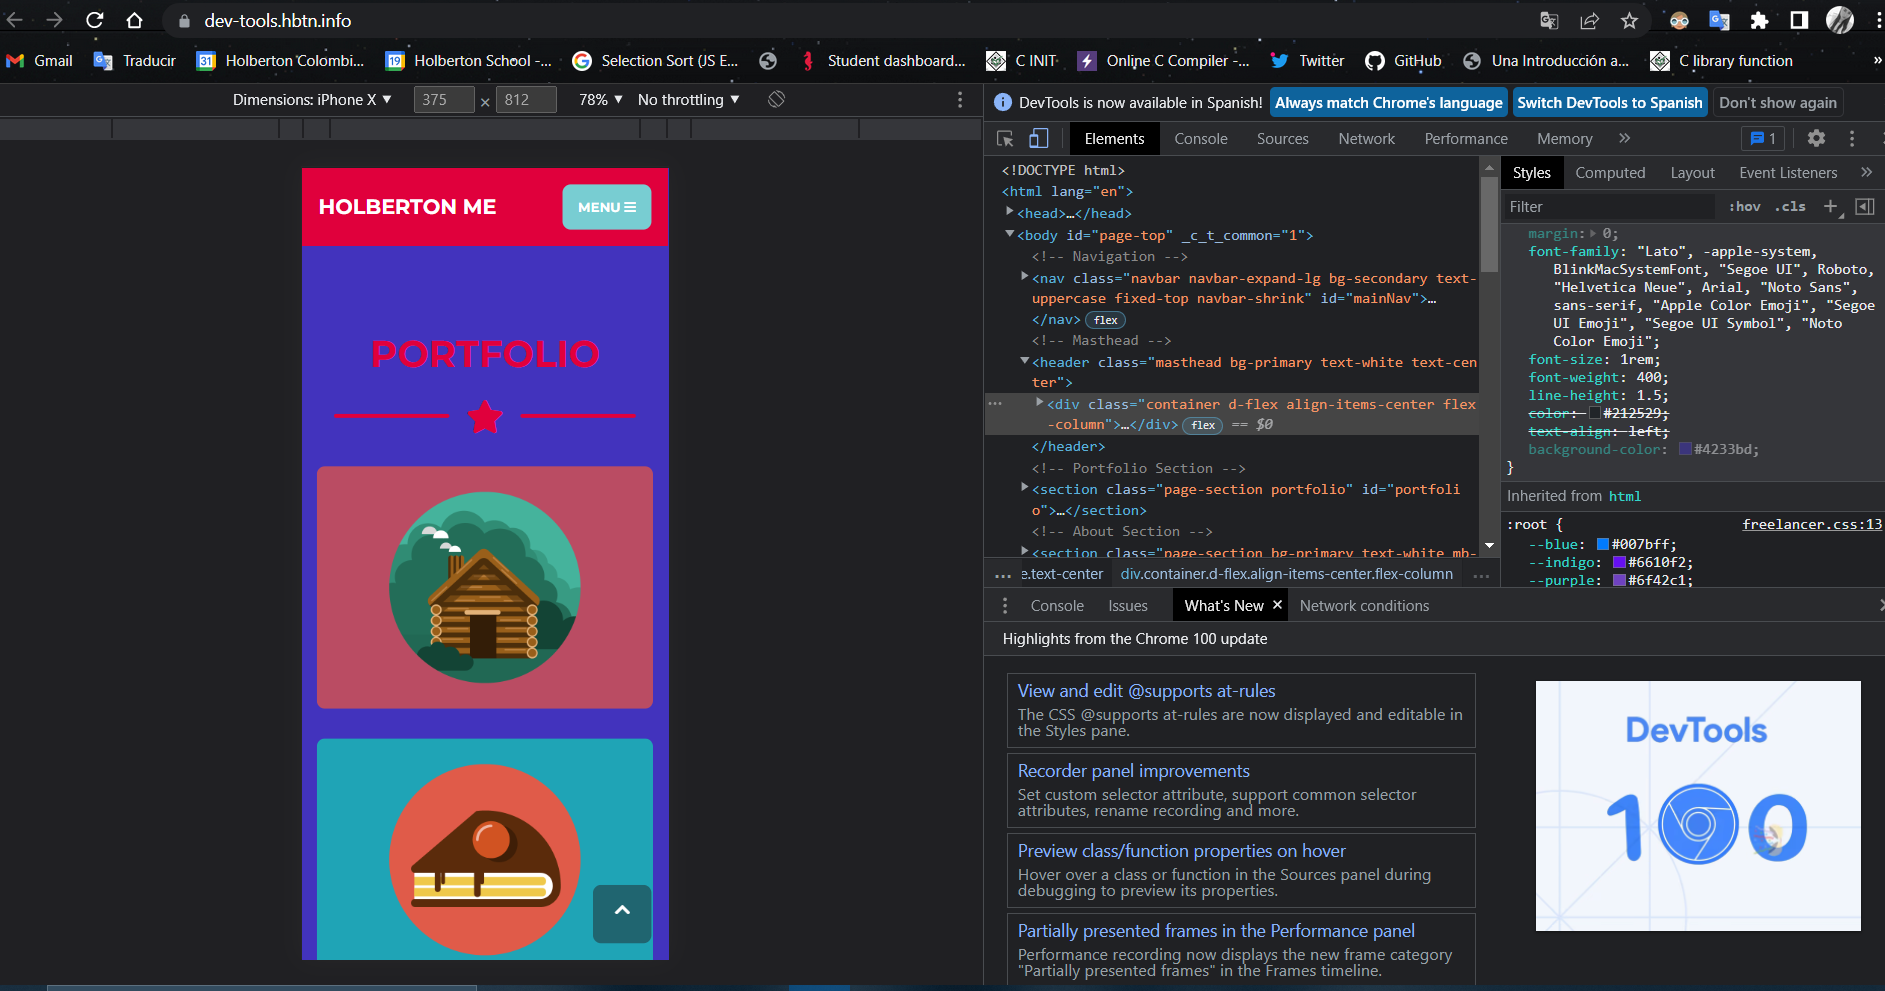 dev-tools.hbtn.info
Gmail Traducir Holberton Colombi... Holberton School -... Selection Sort (JS E... Student dashboard... C INIT Online C Compiler -... Twitter GitHub Una Introducción a... C library function »
Dimensions: iPhone X ▼ 375 × 812 78% ▼ No throttling ▼
HOLBERTON ME
MENU
PORTFOLIO
DevTools is now available in Spanish! Always match Chrome's language Switch DevTools to Spanish Don't show again
Elements Console Sources Network Performance Memory » 1
<!DOCTYPE html>
<html lang="en">
<head>…</head>
<body id="page-top" _c_t_common="1">
<!-- Navigation -->
<nav class="navbar navbar-expand-lg bg-secondary text-
uppercase fixed-top navbar-shrink" id="mainNav">…
</nav> flex
<!-- Masthead -->
<header class="masthead bg-primary text-white text-cen
ter">
<div class="container d-flex align-items-center flex
-column">…</div> flex == $0
</header>
<!-- Portfolio Section -->
<section class="page-section portfolio" id="portfoli
o">…</section>
<!-- About Section -->
<section class="page-section bg-primary text-white mb-
... e.text-center div.container.d-flex.align-items-center.flex-column ...
Styles Computed Layout Event Listeners »
Filter :hov .cls +
margin: 0;
font-family: "Lato", -apple-system,
BlinkMacSystemFont, "Segoe UI", Roboto,
"Helvetica Neue", Arial, "Noto Sans",
sans-serif, "Apple Color Emoji", "Segoe
UI Emoji", "Segoe UI Symbol", "Noto
Color Emoji";
font-size: 1rem;
font-weight: 400;
line-height: 1.5;
color: #212529;
text-align: left;
background-color: #4233bd;
}
Inherited from html
:root { freelancer.css:13
--blue: #007bff;
--indigo: #6610f2;
--purple: #6f42c1;
Console Issues What's New × Network conditions
Highlights from the Chrome 100 update
View and edit @supports at-rules
The CSS @supports at-rules are now displayed and editable in
the Styles pane.
Recorder panel improvements
Set custom selector attribute, support common selector
attributes, rename recording and more.
Preview class/function properties on hover
Hover over a class or function in the Sources panel during
debugging to preview its properties.
Partially presented frames in the Performance panel
Performance recording now displays the new frame category
"Partially presented frames" in the Frames timeline.
DevTools
100